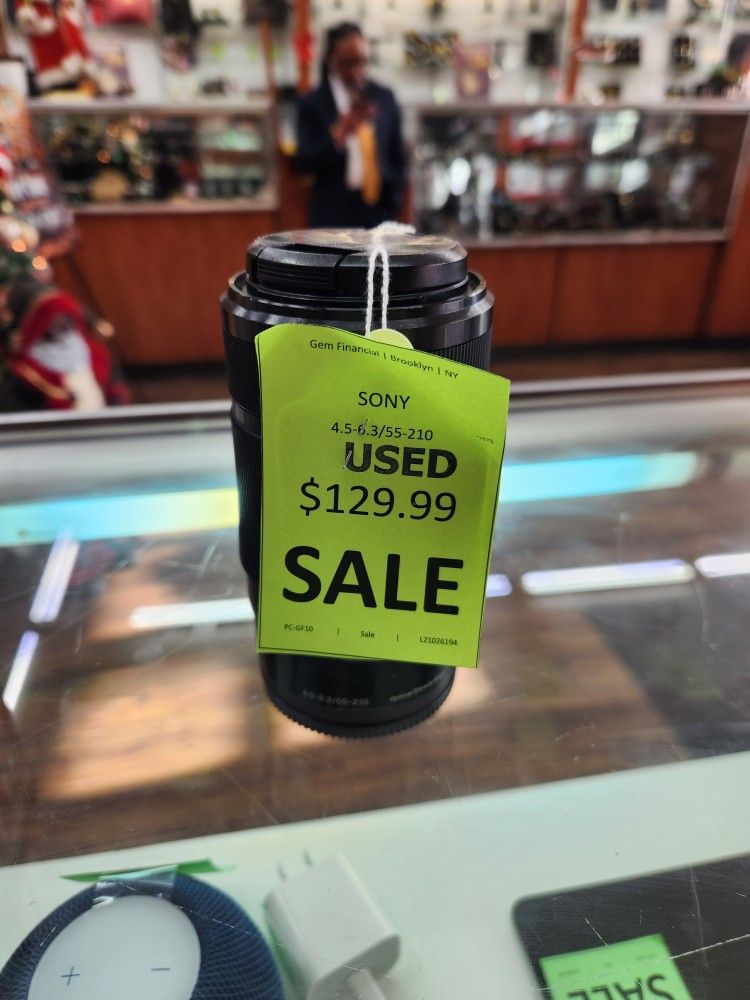 Gem Financial | Brooklyn | NY
SONY
4.5-6.3/55-210
USED
$129.99
SALE
PC-GF10 | Sale | L21026194
4.5-6.3/55-210
+ −
SALE